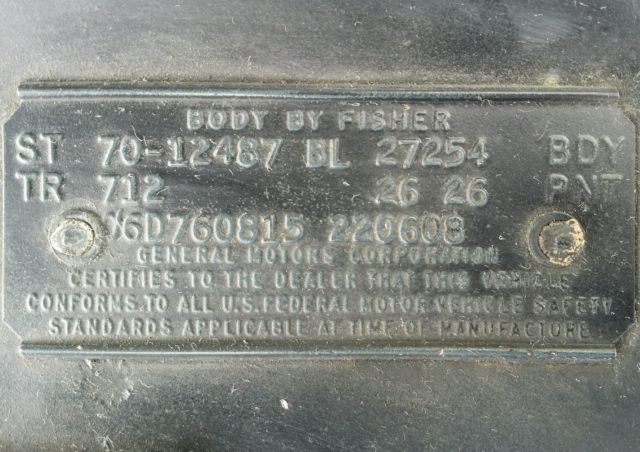 BODY BY FISHER
ST 70-12487 BL 27254 BDY
TR 712 26 26 PNT
6D760815 220608
GENERAL MOTORS CORPORATION
CERTIFIES TO THE DEALER THAT THIS VEHICLE
CONFORMS TO ALL U.S. FEDERAL MOTOR VEHICLE SAFETY
STANDARDS APPLICABLE AT TIME OF MANUFACTURE